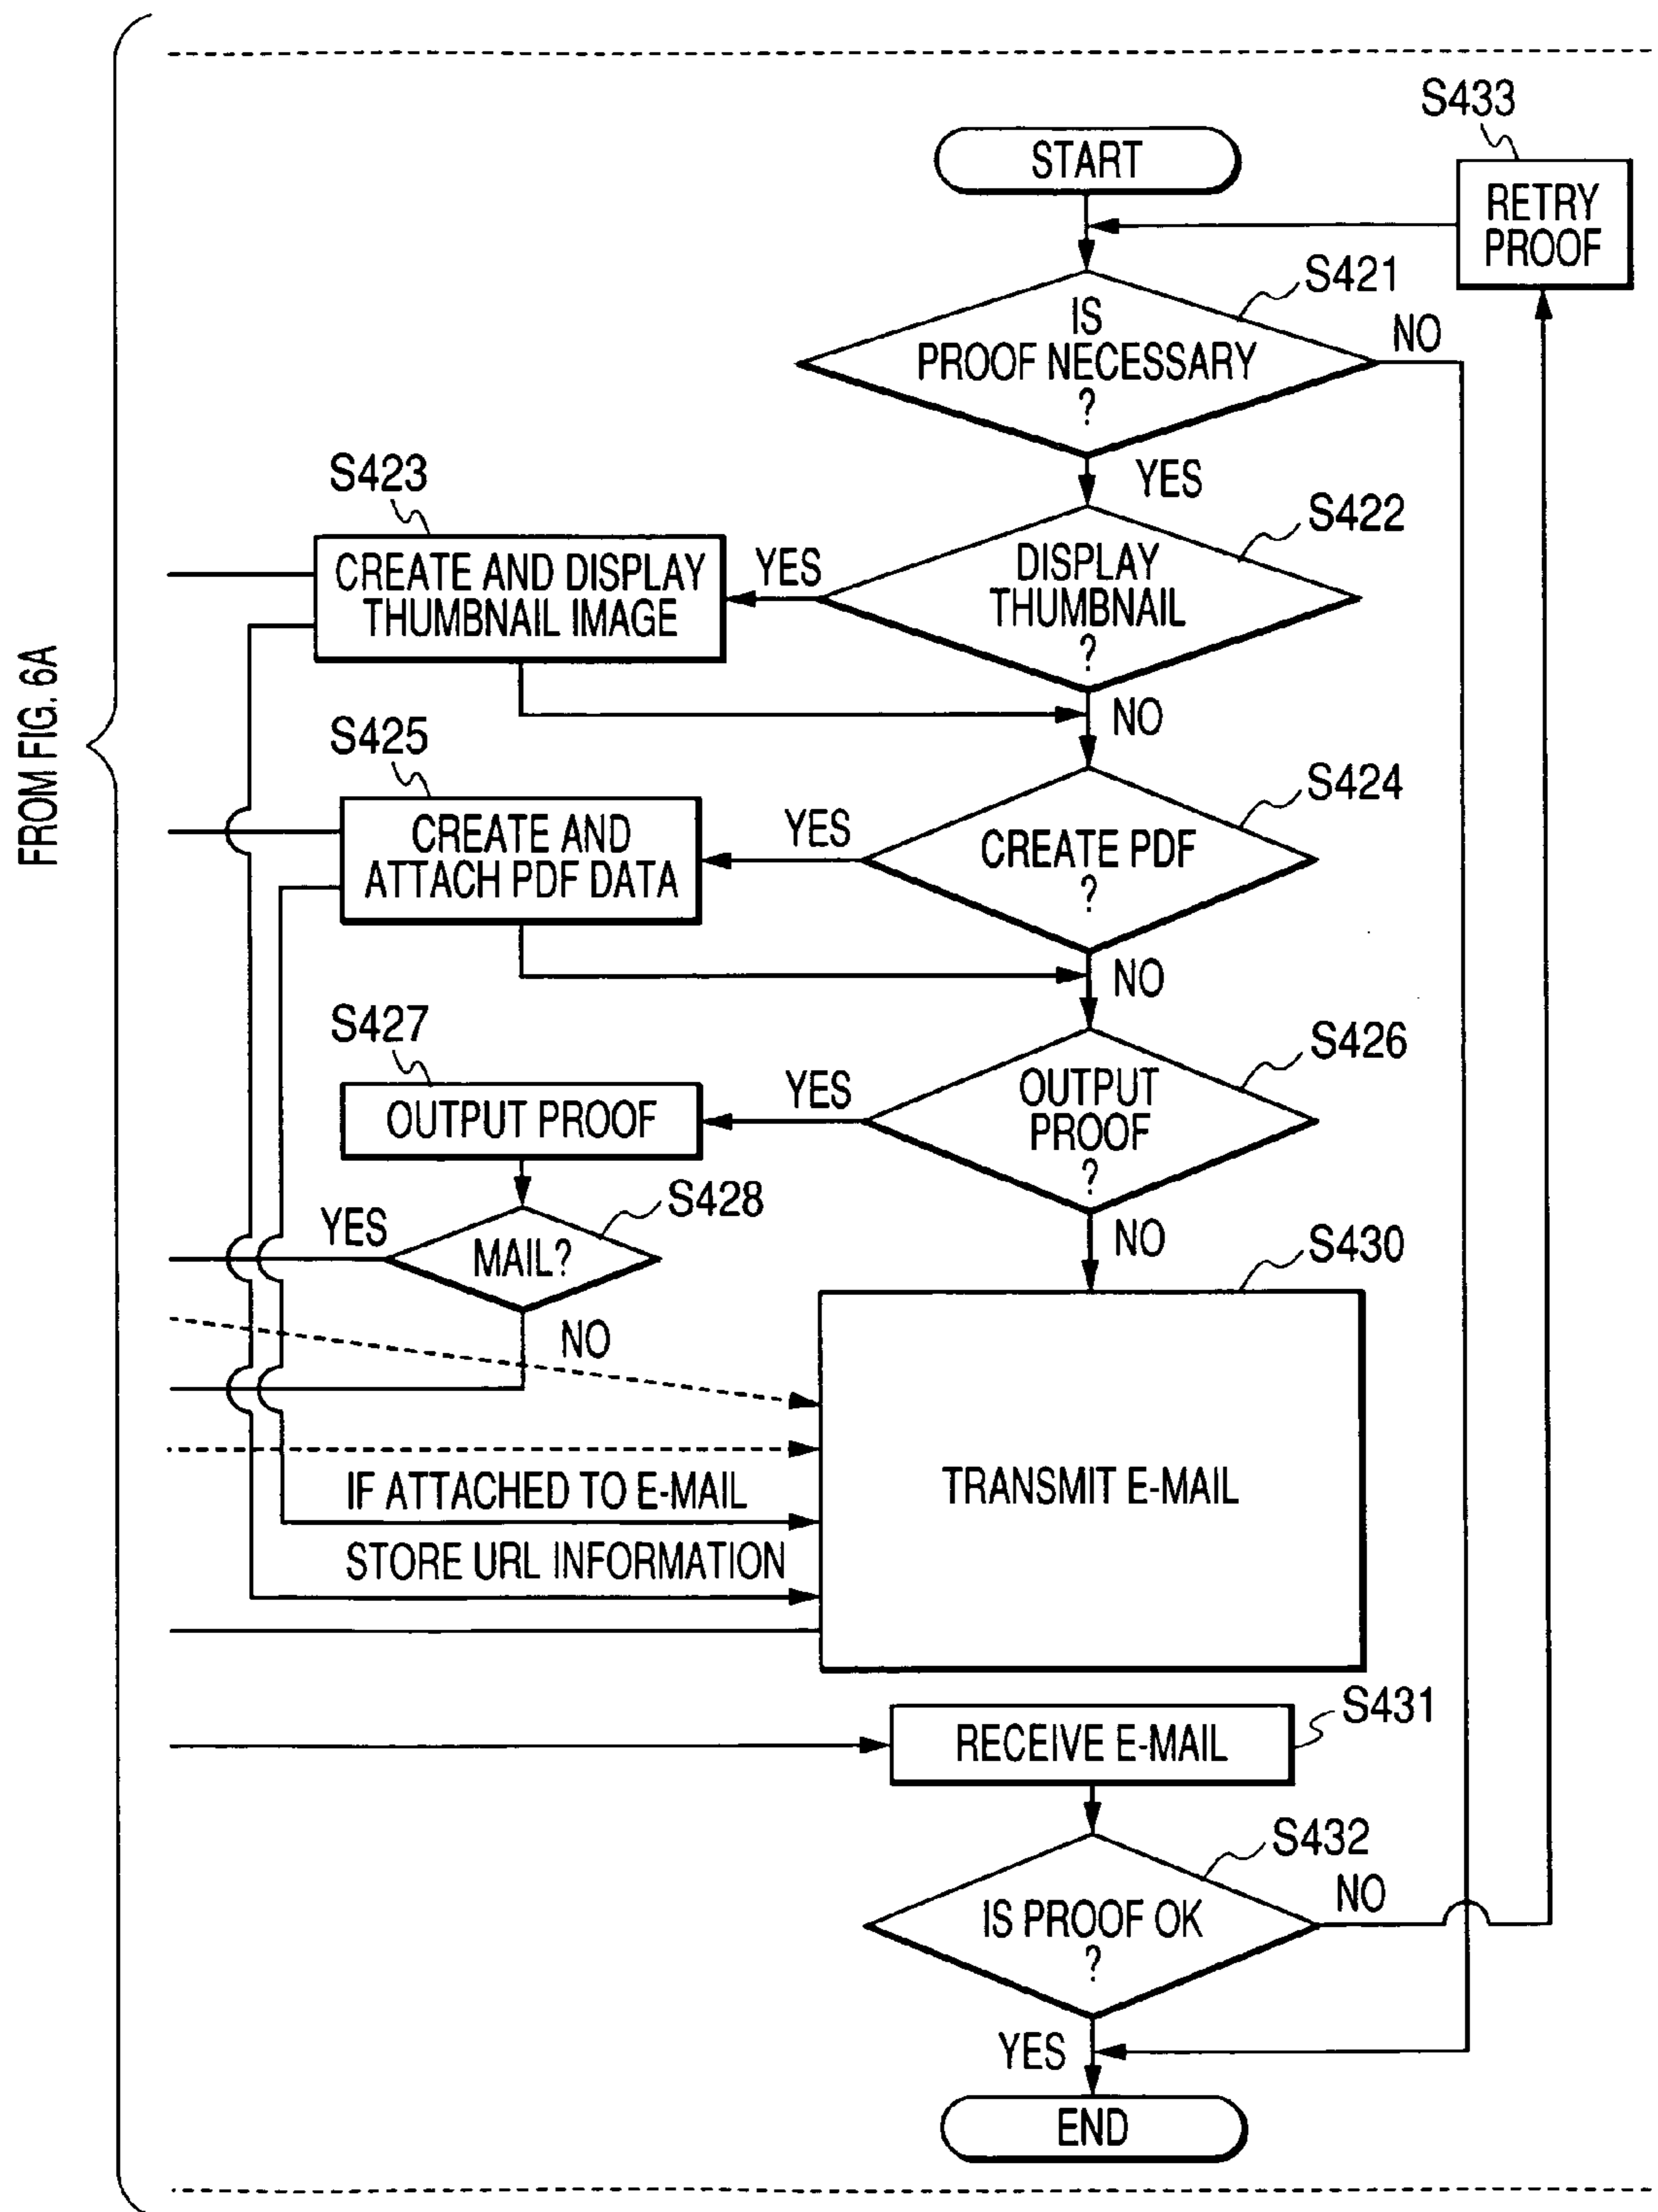 FROM FIG. 6A
S433
START
RETRY
PROOF
S421
IS
PROOF NECESSARY
?
NO
YES
S423
S422
CREATE AND DISPLAY
THUMBNAIL IMAGE
YES
DISPLAY
THUMBNAIL
?
NO
S425
S424
CREATE AND
ATTACH PDF DATA
YES
CREATE PDF
?
NO
S427
S426
OUTPUT PROOF
YES
OUTPUT
PROOF
?
S428
YES
MAIL?
NO
NO
S430
IF ATTACHED TO E-MAIL
TRANSMIT E-MAIL
STORE URL INFORMATION
S431
RECEIVE E-MAIL
S432
IS PROOF OK
?
NO
YES
END